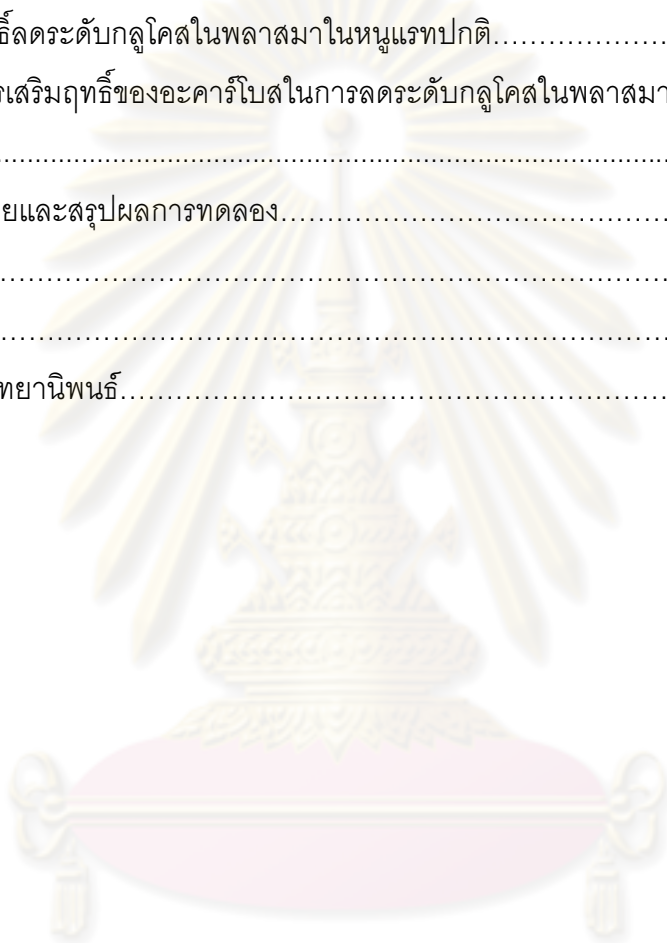 ธิ์ลดระดับกลูโคสในพลาสมาในหนูแรทปกติ....................
รเสริมฤทธิ์ของอะคาร์โบสในการลดระดับกลูโคสในพลาสมา
................................................................................
ยและสรุปผลการทดลอง..........................................
................................................................................
................................................................................
ทยานิพนธ์............................................................